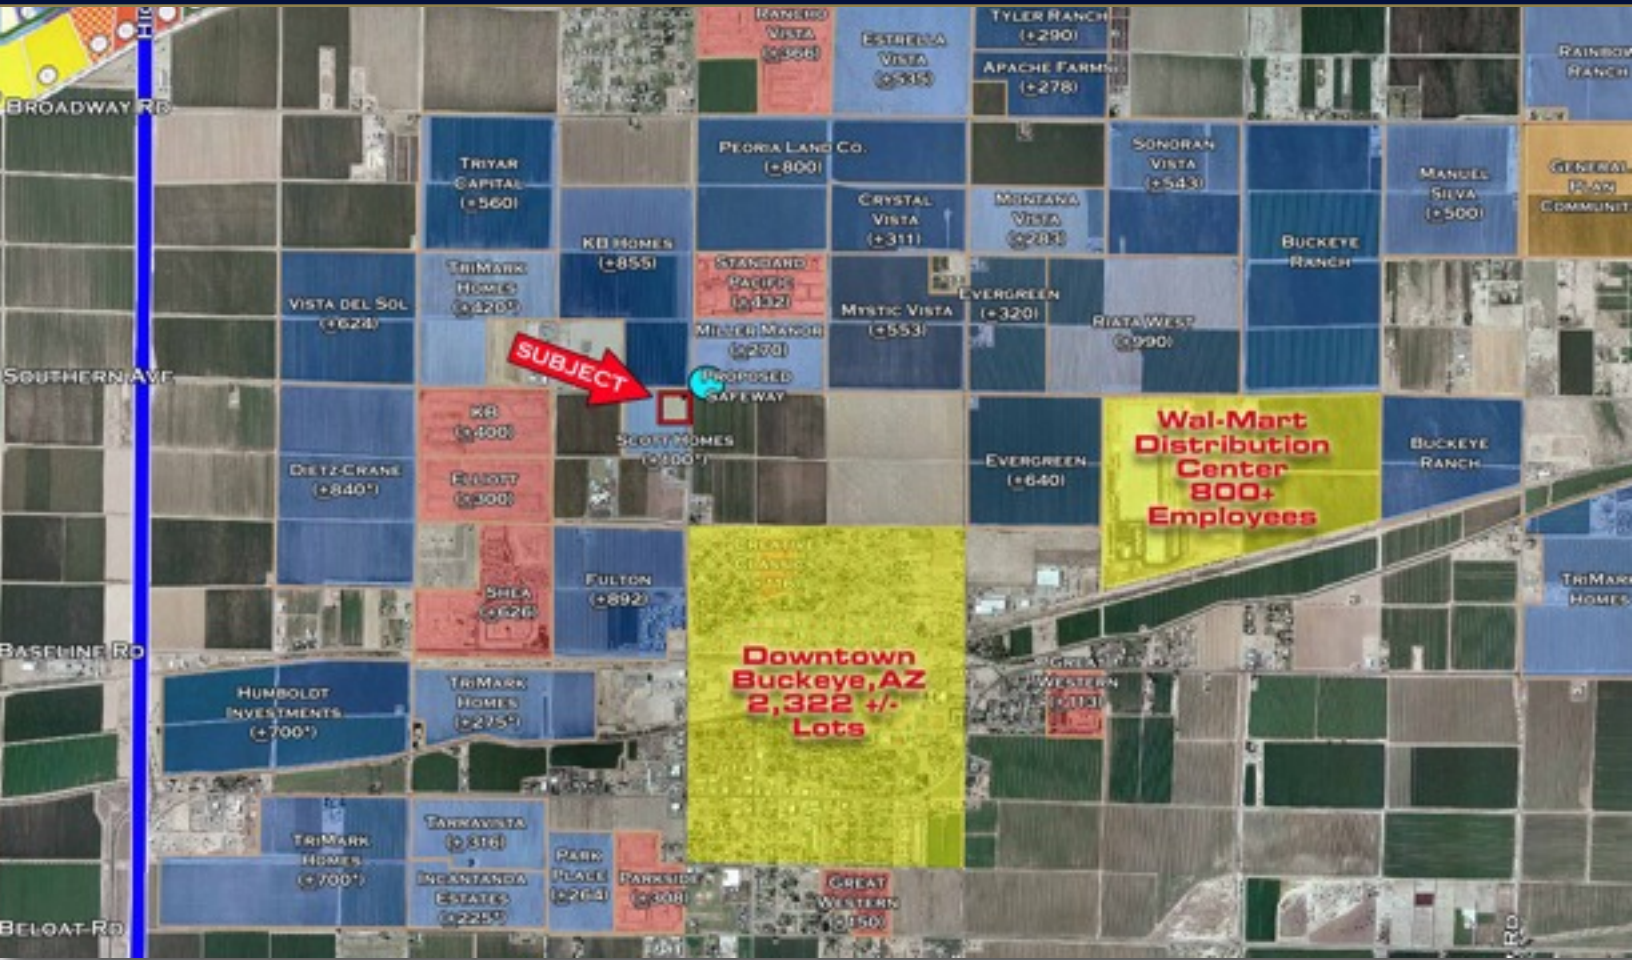 RANCHO
VISTA
(±366)
ESTRELLA
VISTA
(±535)
TYLER RANCH
(±290)
APACHE FARMS
(±278)
RAINBOW
RANCH
BROADWAY RD
TRIYAR
CAPITAL
(±560)
PEORIA LAND CO.
(±800)
SONORAN
VISTA
(±543)
MANUEL
SILVA
(±500)
GENERAL
PLAN
COMMUNIT
CRYSTAL
VISTA
(±311)
MONTANA
VISTA
(±283)
KB HOMES
(±855)
BUCKEYE
RANCH
TRIMARK
HOMES
(±420*)
STANDARD
PACIFIC
(±432)
VISTA DEL SOL
(±624)
MYSTIC VISTA
(±553)
EVERGREEN
(±320)
RIATA WEST
(±990)
MILLER MANOR
(±270)
SUBJECT
SOUTHERN AVE
PROPOSED
SAFEWAY
KB
(±400)
SCOTT HOMES
(±100*)
Wal-Mart
Distribution
Center
800+
Employees
BUCKEYE
RANCH
DIETZ-CRANE
(±840*)
ELLIOTT
(±300)
EVERGREEN
(±640)
CREATIVE
CLASSIC
SHEA
(±626)
FULTON
(±892)
TRIMARK
HOMES
BASELINE RD
Downtown
Buckeye,AZ
2,322 +/-
Lots
GREAT
WESTERN
(±113)
HUMBOLDT
INVESTMENTS
(±700*)
TRIMARK
HOMES
(±275*)
TRIMARK
HOMES
(±700*)
TARRAVISTA
(±316)
INCANTANDA
ESTATES
(±225*)
PARK
PLACE
(±264)
PARKSIDE
(±308)
GREAT
WESTERN
(±150)
BELOAT RD
RD